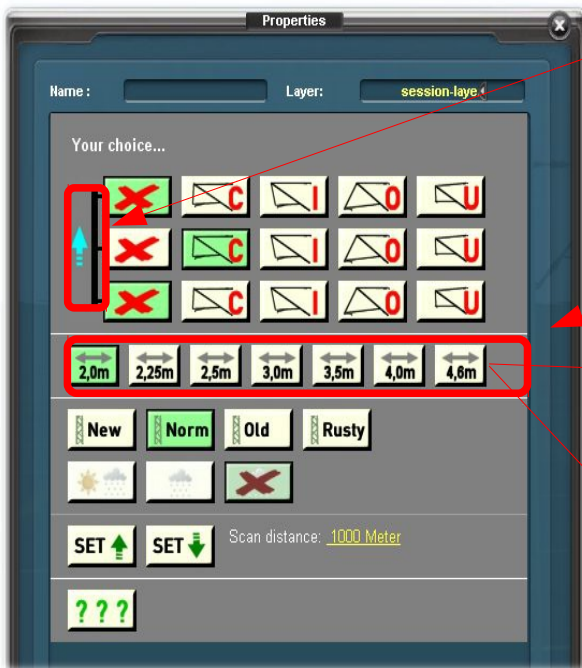 Properties
Name : Layer: session-laye
Your choice...
C I O U
C I O U
C I O U
2,0m 2,25m 2,5m 3,0m 3,5m 4,0m 4,6m
New Norm Old Rusty
SET SET Scan distance: 1000 Meter
? ? ?